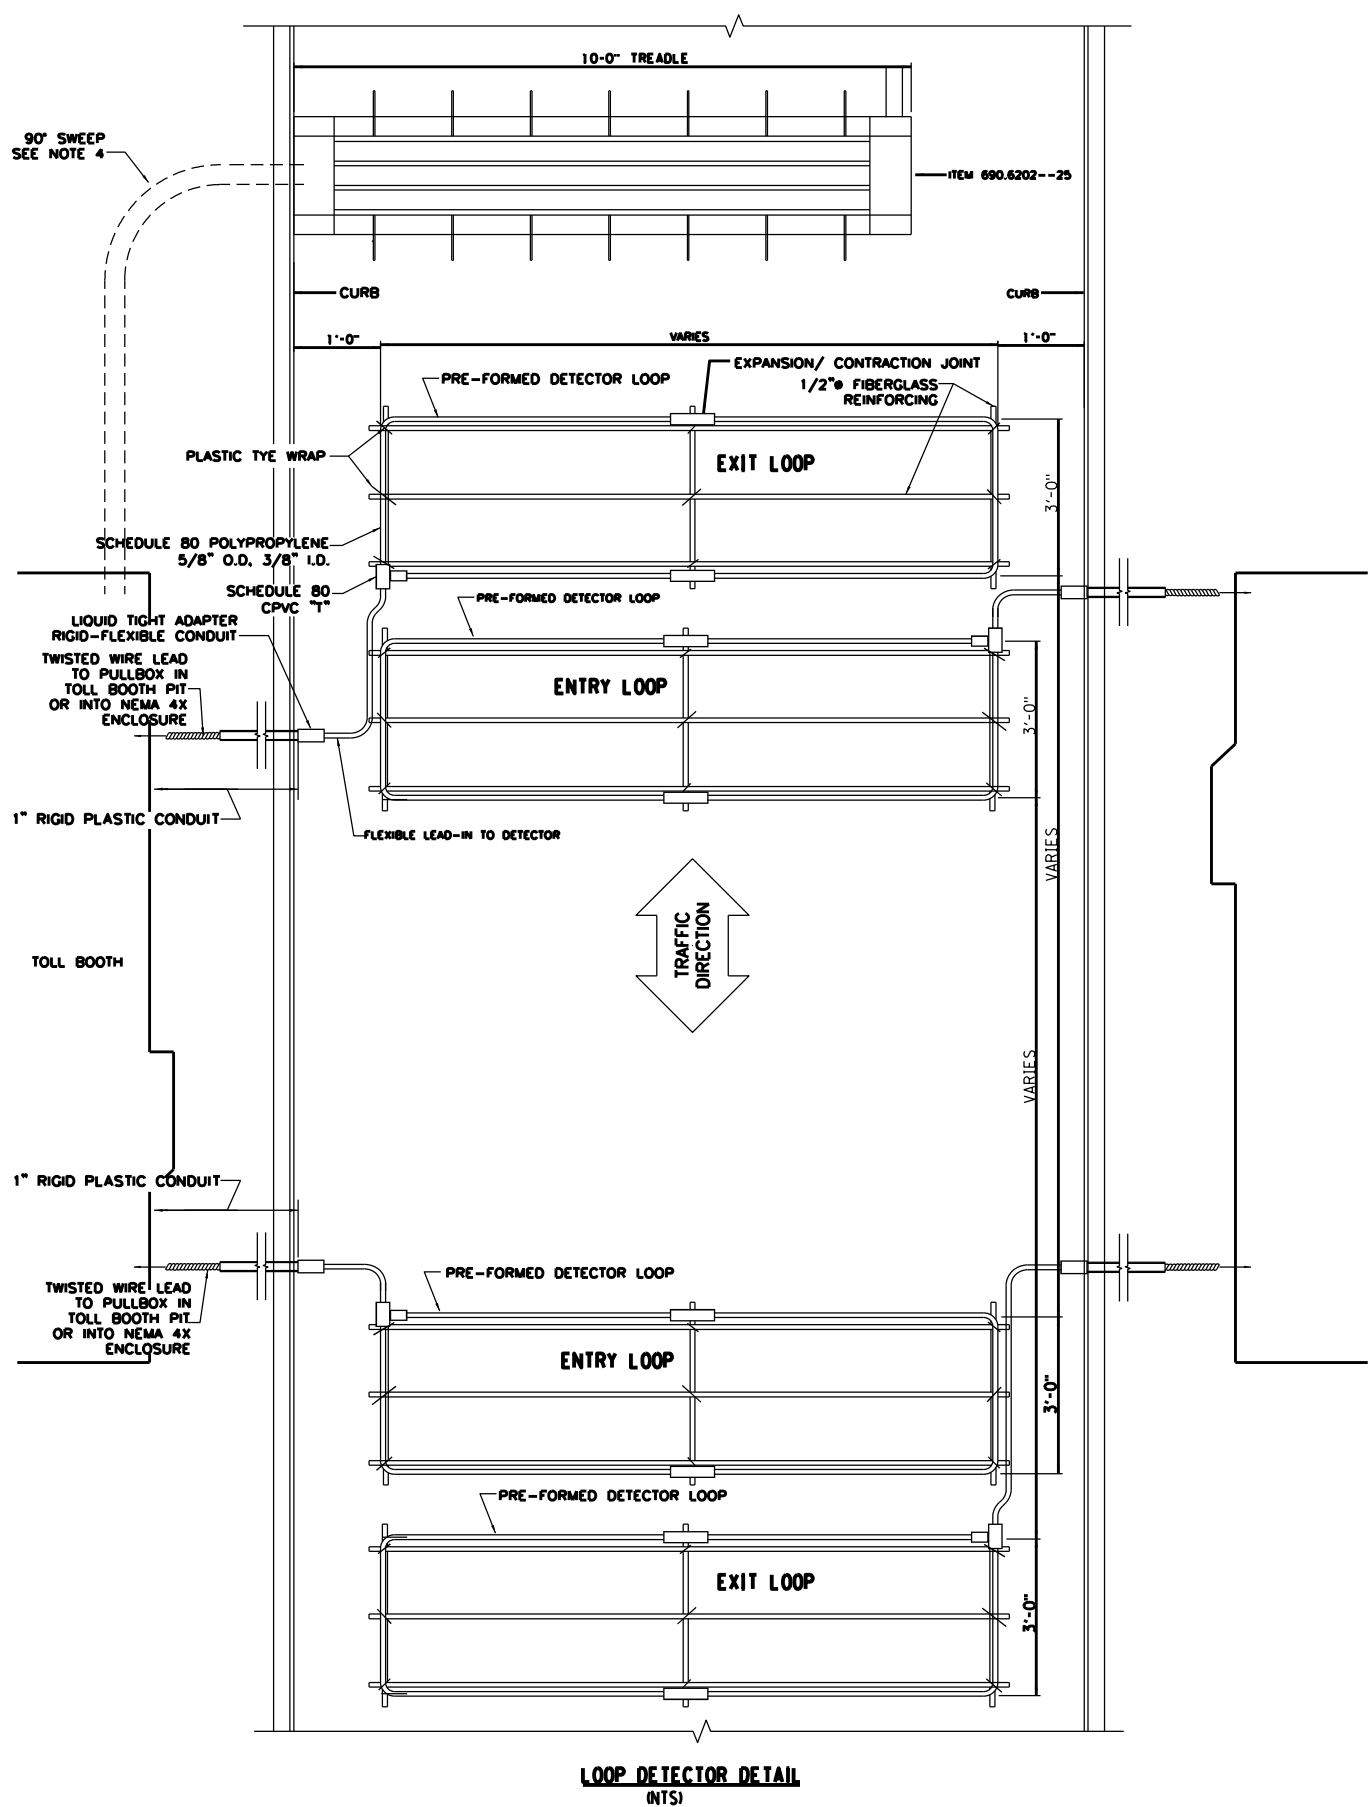 10-0" TREADLE
90° SWEEP
SEE NOTE 4
ITEM 690.6202--25
CURB
CURB
1'-0"
VARIES
1'-0"
EXPANSION/ CONTRACTION JOINT
PRE-FORMED DETECTOR LOOP
1/2"ø FIBERGLASS
REINFORCING
PLASTIC TYE WRAP
EXIT LOOP
3'-0"
SCHEDULE 80 POLYPROPYLENE
5/8" O.D, 3/8" I.D.
SCHEDULE 80
CPVC "T"
PRE-FORMED DETECTOR LOOP
LIQUID TIGHT ADAPTER
RIGID-FLEXIBLE CONDUIT
TWISTED WIRE LEAD
TO PULLBOX IN
TOLL BOOTH PIT
OR INTO NEMA 4X
ENCLOSURE
ENTRY LOOP
3'-0"
1" RIGID PLASTIC CONDUIT
FLEXIBLE LEAD-IN TO DETECTOR
VARIES
TRAFFIC
DIRECTION
TOLL BOOTH
VARIES
1" RIGID PLASTIC CONDUIT
PRE-FORMED DETECTOR LOOP
TWISTED WIRE LEAD
TO PULLBOX IN
TOLL BOOTH PIT
OR INTO NEMA 4X
ENCLOSURE
ENTRY LOOP
3'-0"
PRE-FORMED DETECTOR LOOP
EXIT LOOP
3'-0"
LOOP DETECTOR DETAIL
(NTS)